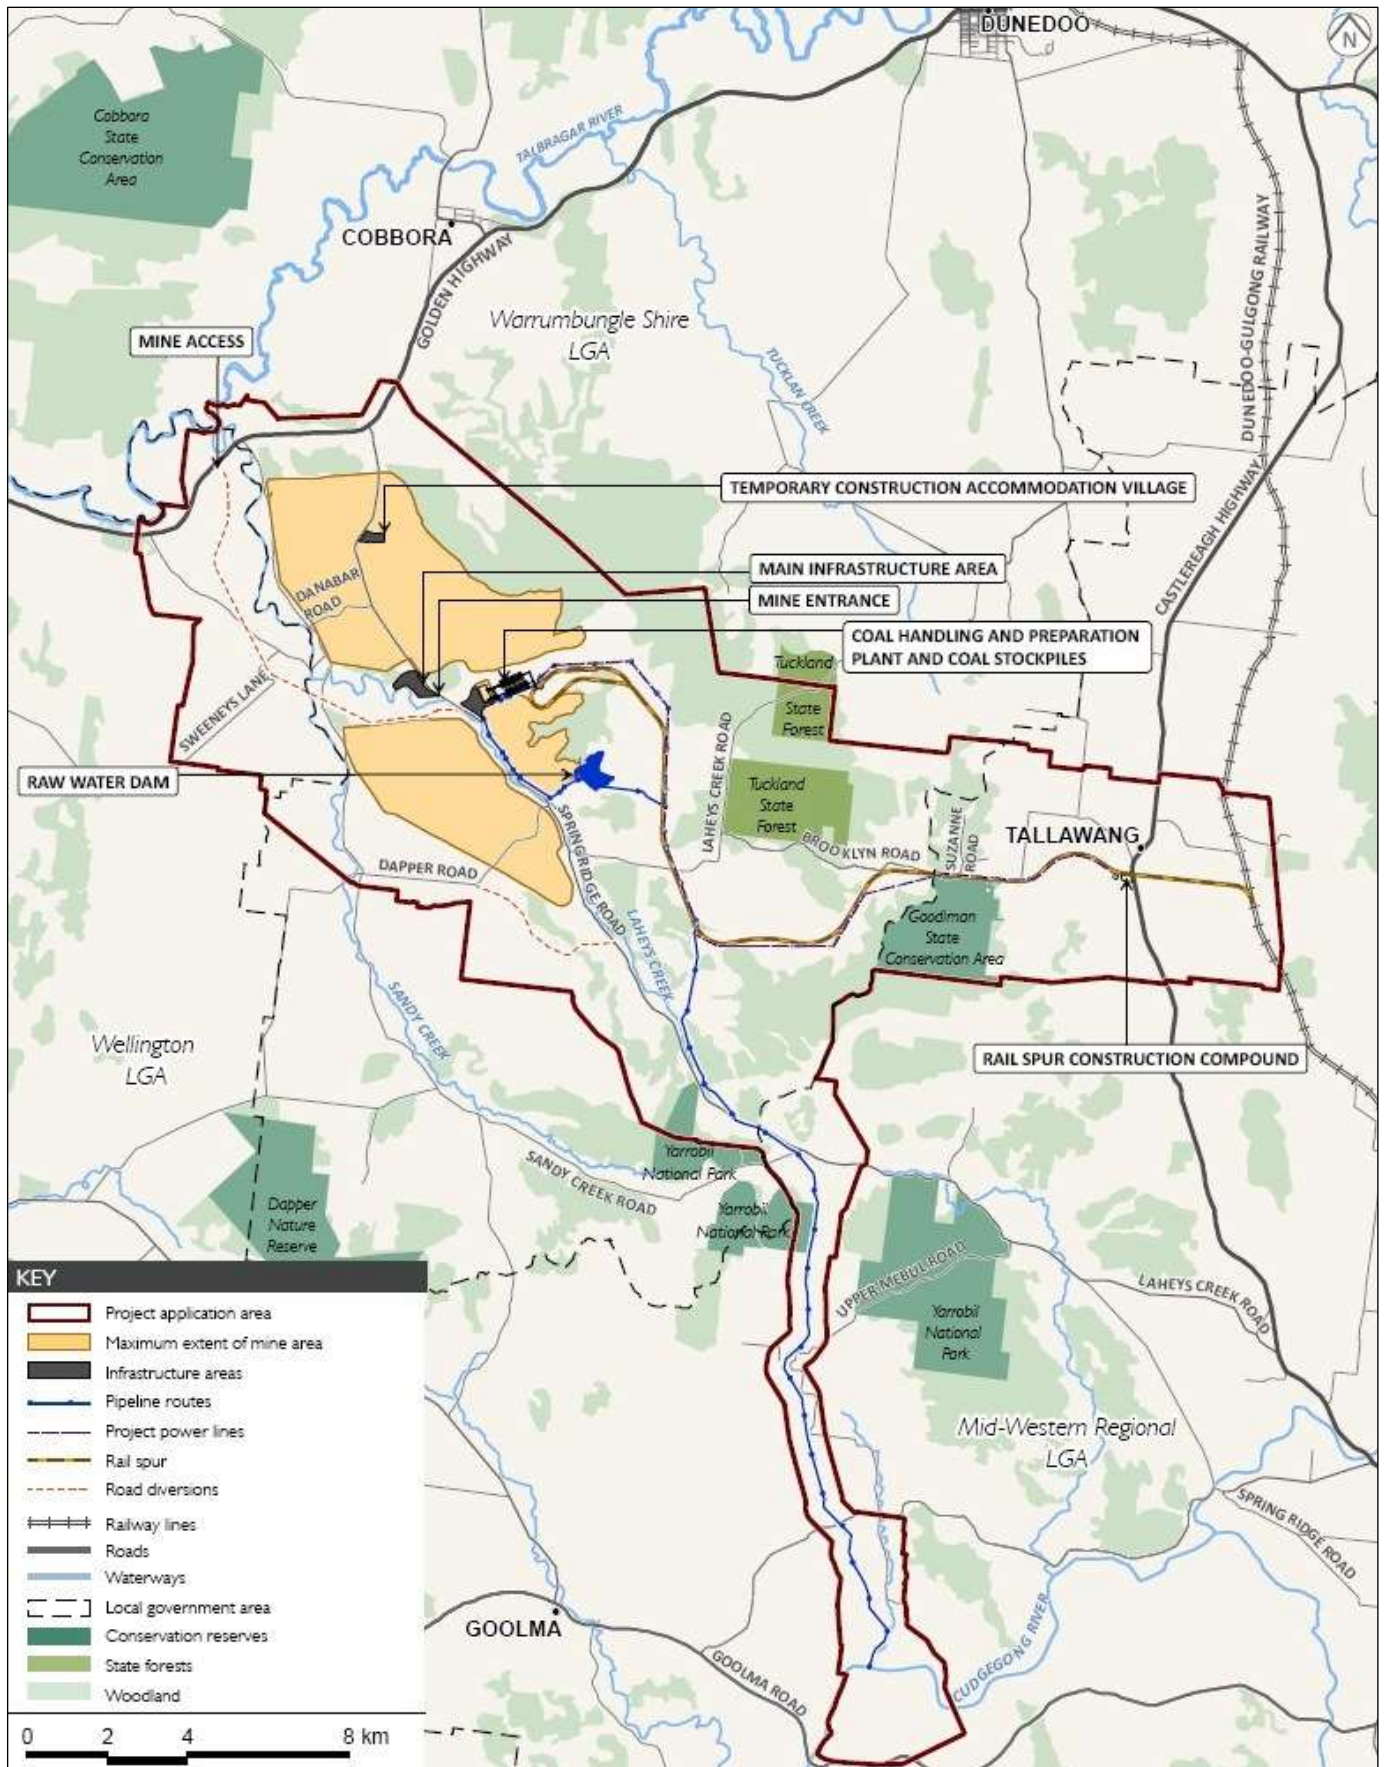 DUNEDOO
N
Cobbora
State
Conservation
Area
TALBRAGAR RIVER
COBBORA
GOLDEN HIGHWAY
DUNEDOO-GULGONG RAILWAY
Warrumbungle Shire
LGA
MINE ACCESS
TUCKLAN CREEK
TEMPORARY CONSTRUCTION ACCOMMODATION VILLAGE
CASTLEREAGH HIGHWAY
MAIN INFRASTRUCTURE AREA
DANABAR
ROAD
MINE ENTRANCE
COAL HANDLING AND PREPARATION
PLANT AND COAL STOCKPILES
Tuckland
State
Forest
SWEENEYS LANE
LAHEYS CREEK ROAD
RAW WATER DAM
Tuckland
State
Forest
SPRING RIDGE ROAD
BROOKLYN ROAD
SUZANNE
ROAD
TALLAWANG
DAPPER ROAD
LAHEYS CREEK
Goodiman
State
Conservation Area
SANDY CREEK
Wellington
LGA
RAIL SPUR CONSTRUCTION COMPOUND
Yarrobil
National Park
SANDY CREEK ROAD
Dapper
Nature
Reserve
Yarrobil
National Park
UPPER MEBUL ROAD
LAHEYS CREEK ROAD
Yarrobil
National
Park
Mid-Western Regional
LGA
SPRING RIDGE ROAD
GOOLMA
GOOLMA ROAD
CUDGEGONG RIVER
KEY
Project application area
Maximum extent of mine area
Infrastructure areas
Pipeline routes
Project power lines
Rail spur
Road diversions
Railway lines
Roads
Waterways
Local government area
Conservation reserves
State forests
Woodland
0 2 4 8 km